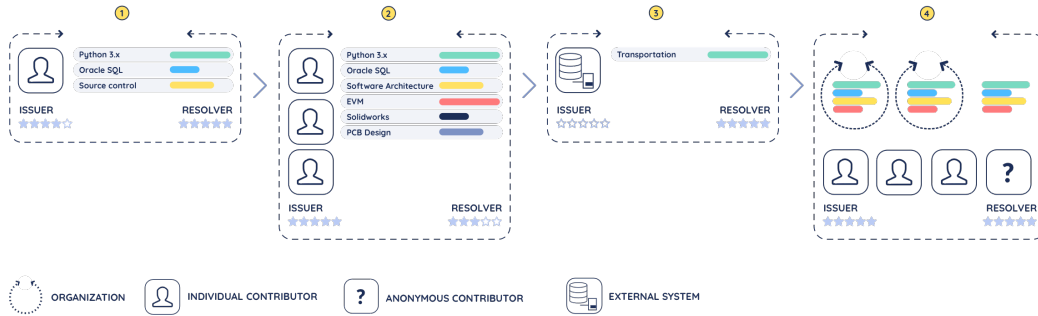 1
Python 3.x
Oracle SQL
Source control
ISSUER
RESOLVER
2
Python 3.x
Oracle SQL
Software Architecture
EVM
Solidworks
PCB Design
ISSUER
RESOLVER
3
Transportation
ISSUER
RESOLVER
4
?
ISSUER
RESOLVER
ORGANIZATION
INDIVIDUAL CONTRIBUTOR
?
ANONYMOUS CONTRIBUTOR
EXTERNAL SYSTEM